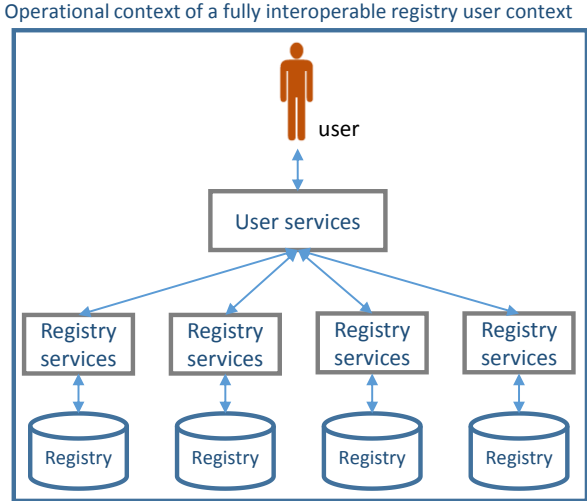 Operational context of a fully interoperable registry user context
user
User services
Registry
services
Registry
services
Registry
services
Registry
services
Registry
Registry
Registry
Registry